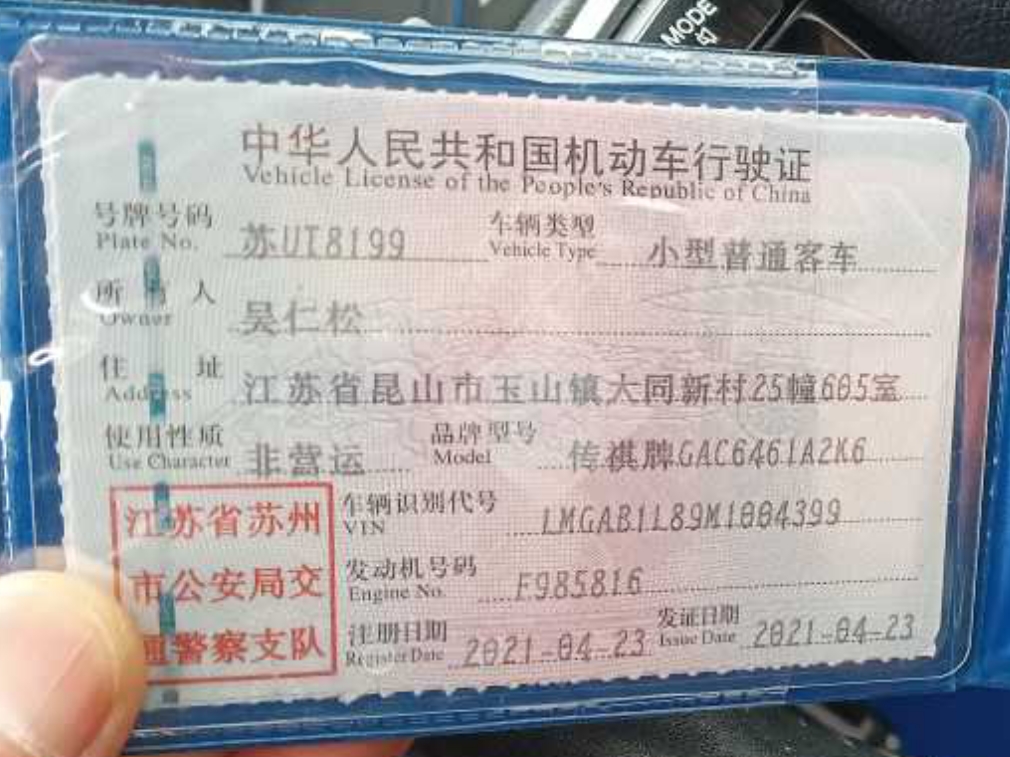 MODE
灯
中华人民共和国机动车行驶证
Vehicle License of the People's Republic of China
号牌号码 苏UT8199 车辆类型 小型普通客车
Plate No. Vehicle Type
所有人 吴仁松
Owner
住址 江苏省昆山市玉山镇大同新村25幢605室
Address
使用性质 非营运 品牌型号 传祺牌GAC6461A2K6
Use Character Model
江苏省苏州
市公安局交
通警察支队
车辆识别代号 LMGAB1L89M1004399
VIN
发动机号码 F985816
Engine No.
注册日期 2021-04-23 发证日期 2021-04-23
Register Date Issue Date